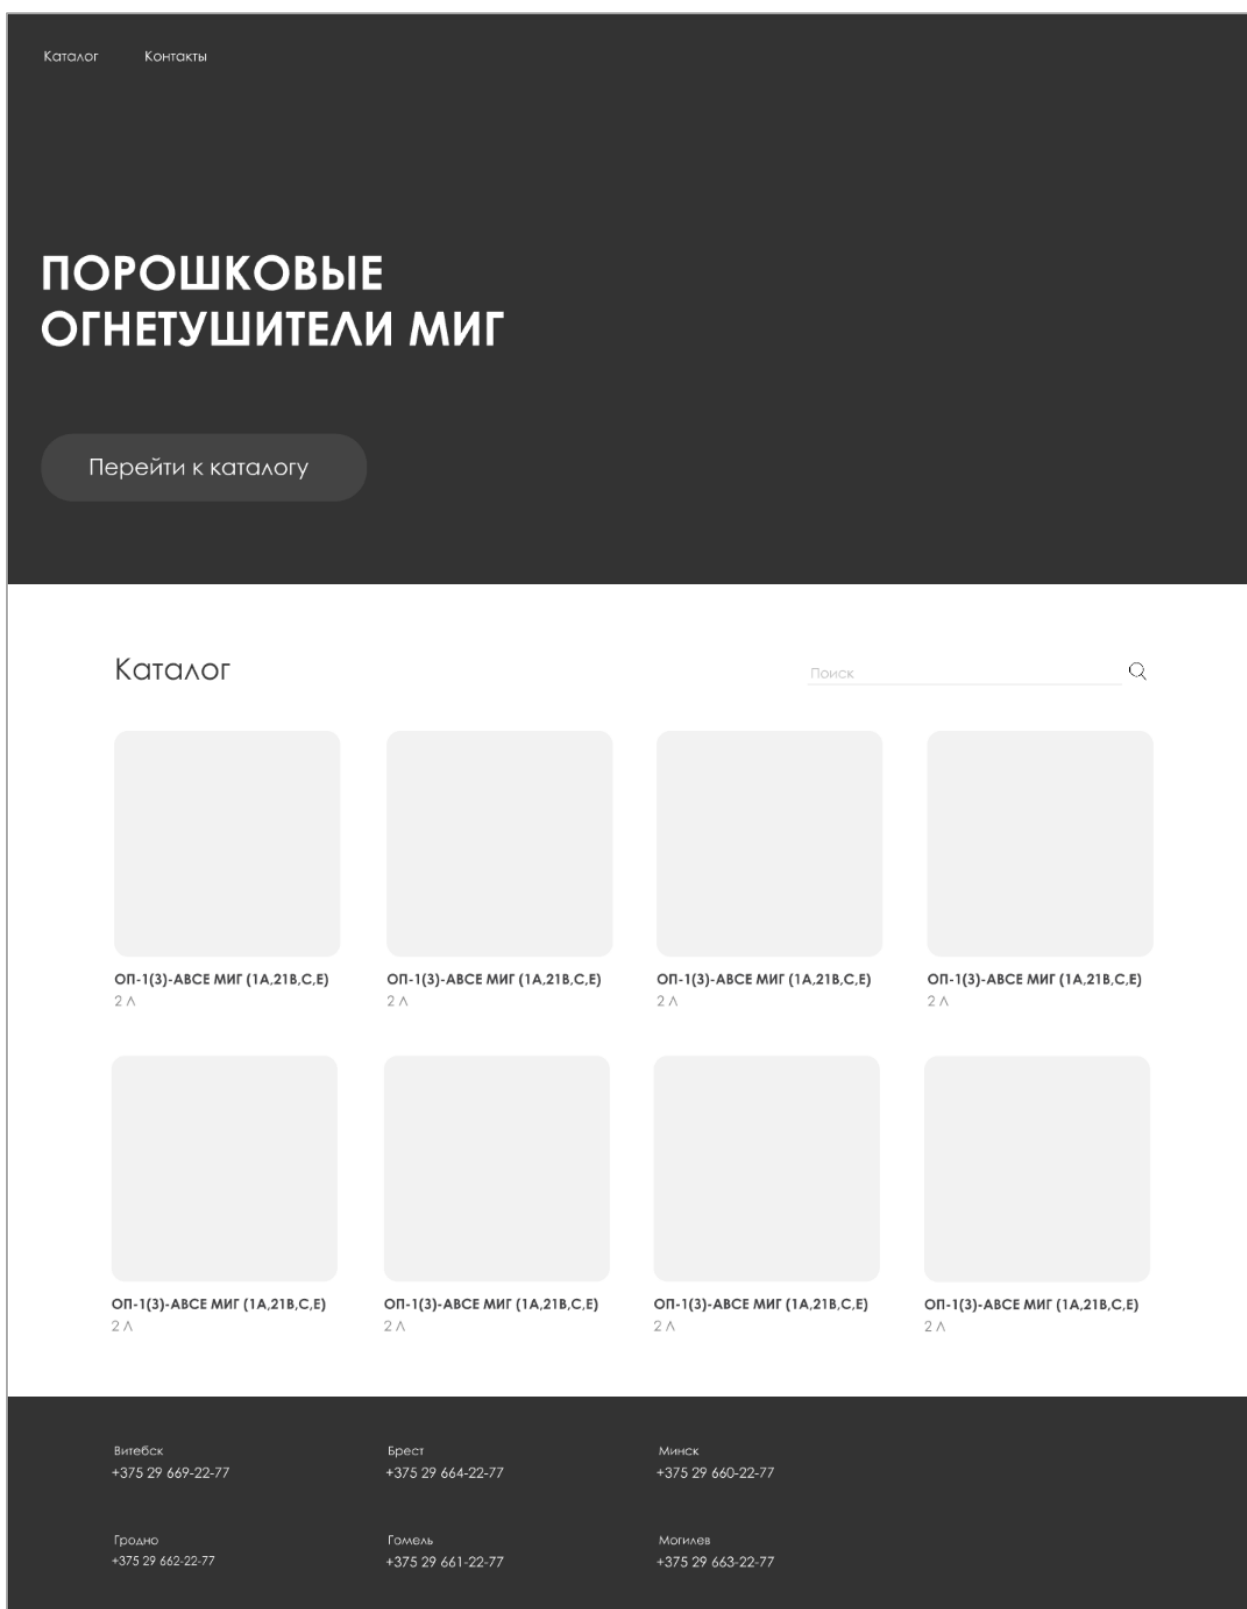 Каталог Контакты
ПОРОШКОВЫЕ
ОГНЕТУШИТЕЛИ МИГ
Перейти к каталогу
Каталог
Поиск
ОП-1(3)-АВСЕ МИГ (1А,21В,С,Е) ОП-1(3)-АВСЕ МИГ (1А,21В,С,Е) ОП-1(3)-АВСЕ МИГ (1А,21В,С,Е) ОП-1(3)-АВСЕ МИГ (1А,21В,С,Е)
2 Л 2 Л 2 Л 2 Л
ОП-1(3)-АВСЕ МИГ (1А,21В,С,Е) ОП-1(3)-АВСЕ МИГ (1А,21В,С,Е) ОП-1(3)-АВСЕ МИГ (1А,21В,С,Е) ОП-1(3)-АВСЕ МИГ (1А,21В,С,Е)
2 Л 2 Л 2 Л 2 Л
Витебск Брест Минск
+375 29 669-22-77 +375 29 664-22-77 +375 29 660-22-77
Гродно Гомель Могилев
+375 29 662-22-77 +375 29 661-22-77 +375 29 663-22-77